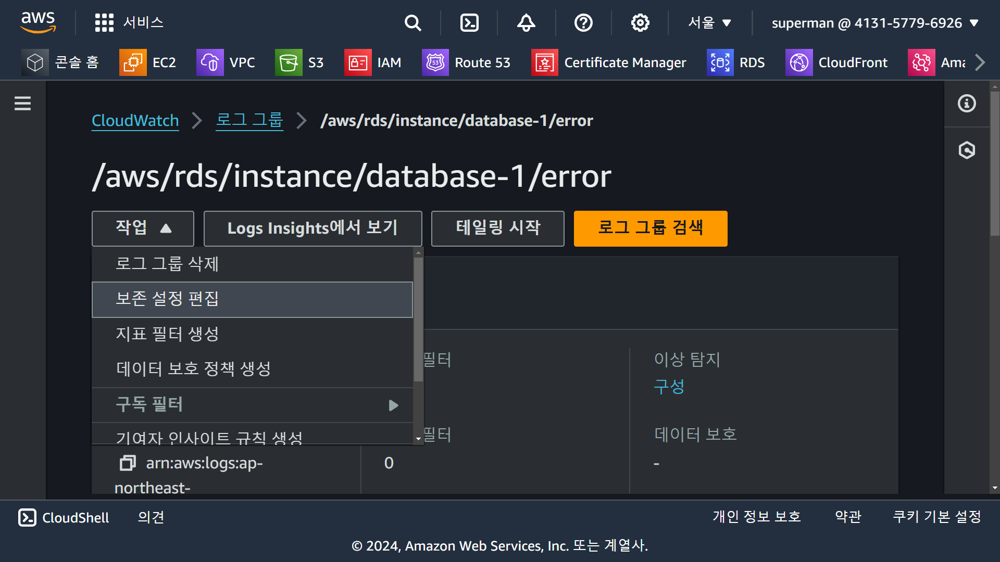 aws
서비스
서울
superman @ 4131-5779-6926
콘솔 홈
EC2
VPC
S3
IAM
Route 53
Certificate Manager
RDS
CloudFront
Ama
CloudWatch
로그 그룹
/aws/rds/instance/database-1/error
/aws/rds/instance/database-1/error
작업
Logs Insights에서 보기
테일링 시작
로그 그룹 검색
로그 그룹 삭제
보존 설정 편집
지표 필터 생성
데이터 보호 정책 생성
구독 필터
기여자 인사이트 규칙 생성
필터
이상 탐지
구성
필터
데이터 보호
arn:aws:logs:ap-
northeast-
0
-
CloudShell
의견
개인 정보 보호
약관
쿠키 기본 설정
© 2024, Amazon Web Services, Inc. 또는 계열사.